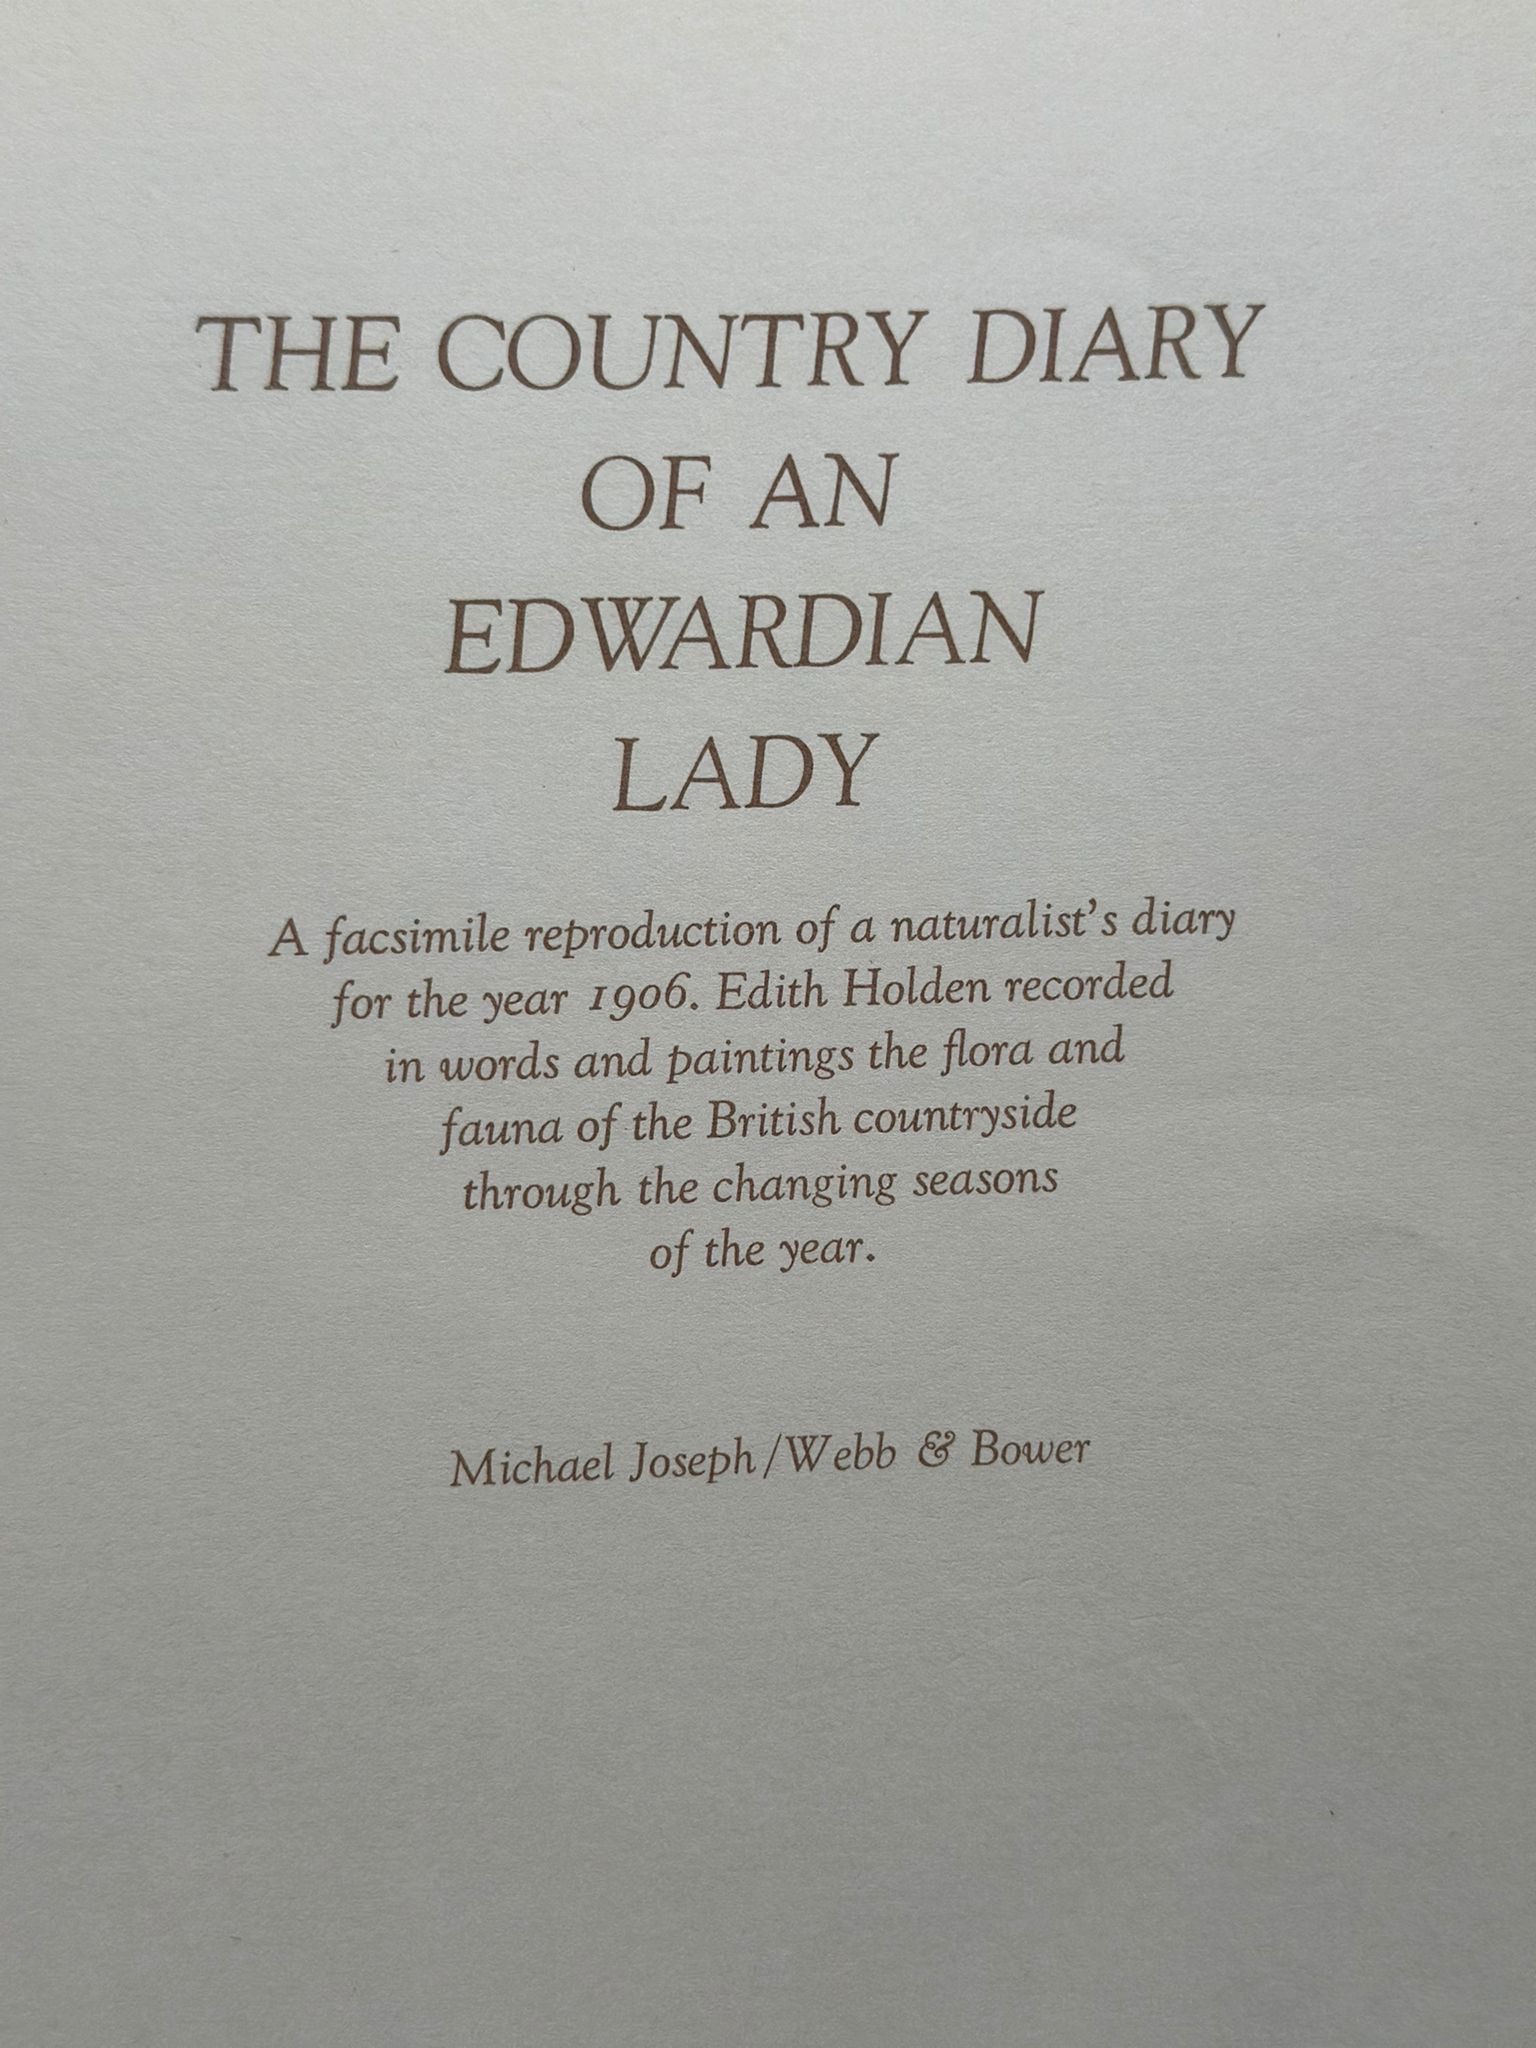 THE COUNTRY DIARY
OF AN
EDWARDIAN
LADY
A facsimile reproduction of a naturalist's diary
for the year 1906. Edith Holden recorded
in words and paintings the flora and
fauna of the British countryside
through the changing seasons
of the year.
Michael Joseph/Webb & Bower